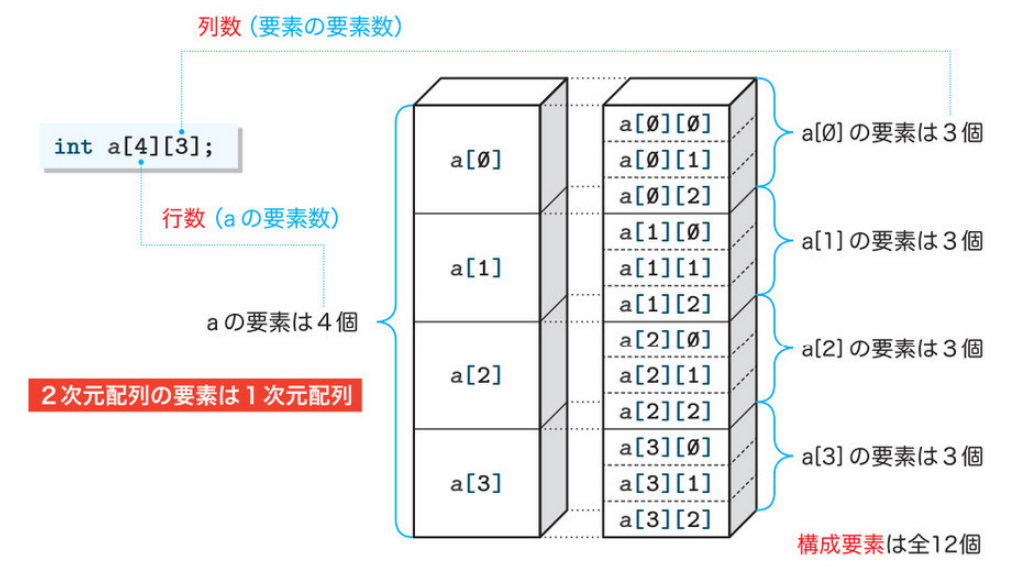 列数(要素の要素数)
int a[4][3];
行数(aの要素数)
aの要素は4個
2次元配列の要素は1次元配列
a[0]
a[1]
a[2]
a[3]
a[0][0]
a[0][1]
a[0][2]
a[1][0]
a[1][1]
a[1][2]
a[2][0]
a[2][1]
a[2][2]
a[3][0]
a[3][1]
a[3][2]
a[0]の要素は3個
a[1]の要素は3個
a[2]の要素は3個
a[3]の要素は3個
構成要素は全12個